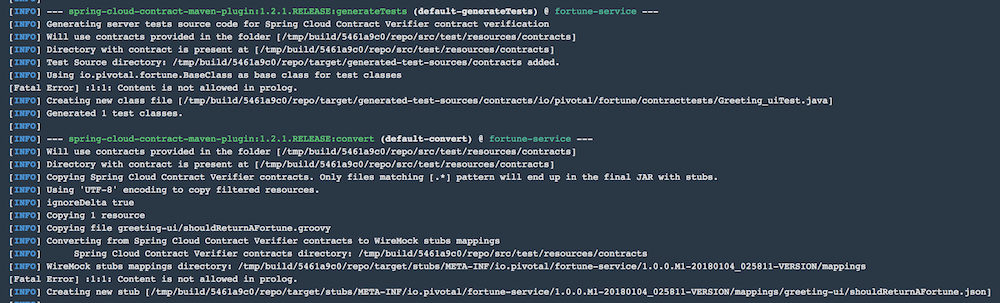 [INFO] --- spring-cloud-contract-maven-plugin:1.2.1.RELEASE:generateTests (default-generateTests) @ fortune-service ---
[INFO] Generating server tests source code for Spring Cloud Contract Verifier contract verification
[INFO] Will use contracts provided in the folder [/tmp/build/5461a9c0/repo/src/test/resources/contracts]
[INFO] Directory with contract is present at [/tmp/build/5461a9c0/repo/src/test/resources/contracts]
[INFO] Test Source directory: /tmp/build/5461a9c0/repo/target/generated-test-sources/contracts added.
[INFO] Using io.pivotal.fortune.BaseClass as base class for test classes
[Fatal Error] :1:1: Content is not allowed in prolog.
[INFO] Creating new class file [/tmp/build/5461a9c0/repo/target/generated-test-sources/contracts/io/pivotal/fortune/contracttests/Greeting_uiTest.java]
[INFO] Generated 1 test classes.
[INFO]
[INFO] --- spring-cloud-contract-maven-plugin:1.2.1.RELEASE:convert (default-convert) @ fortune-service ---
[INFO] Will use contracts provided in the folder [/tmp/build/5461a9c0/repo/src/test/resources/contracts]
[INFO] Directory with contract is present at [/tmp/build/5461a9c0/repo/src/test/resources/contracts]
[INFO] Copying Spring Cloud Contract Verifier contracts. Only files matching [.*] pattern will end up in the final JAR with stubs.
[INFO] Using 'UTF-8' encoding to copy filtered resources.
[INFO] ignoreDelta true
[INFO] Copying 1 resource
[INFO] Copying file greeting-ui/shouldReturnAFortune.groovy
[INFO] Converting from Spring Cloud Contract Verifier contracts to WireMock stubs mappings
[INFO]      Spring Cloud Contract Verifier contracts directory: /tmp/build/5461a9c0/repo/src/test/resources/contracts
[INFO] WireMock stubs mappings directory: /tmp/build/5461a9c0/repo/target/stubs/META-INF/io.pivotal/fortune-service/1.0.0.M1-20180104_025811-VERSION/mappings
[Fatal Error] :1:1: Content is not allowed in prolog.
[INFO] Creating new stub [/tmp/build/5461a9c0/repo/target/stubs/META-INF/io.pivotal/fortune-service/1.0.0.M1-20180104_025811-VERSION/mappings/greeting-ui/shouldReturnAFortune.json]